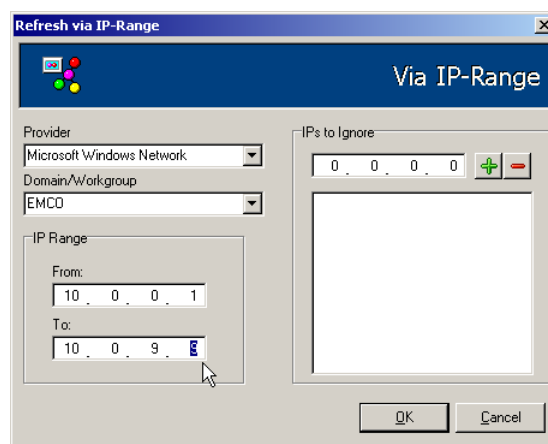 Refresh via IP-Range
Via IP-Range
Provider
Microsoft Windows Network
Domain/Workgroup
EMCO
IP Range
From:
10 . 0 . 0 . 1
To:
10 . 0 . 9 . 9
IPs to Ignore
0 . 0 . 0 . 0
OK
Cancel